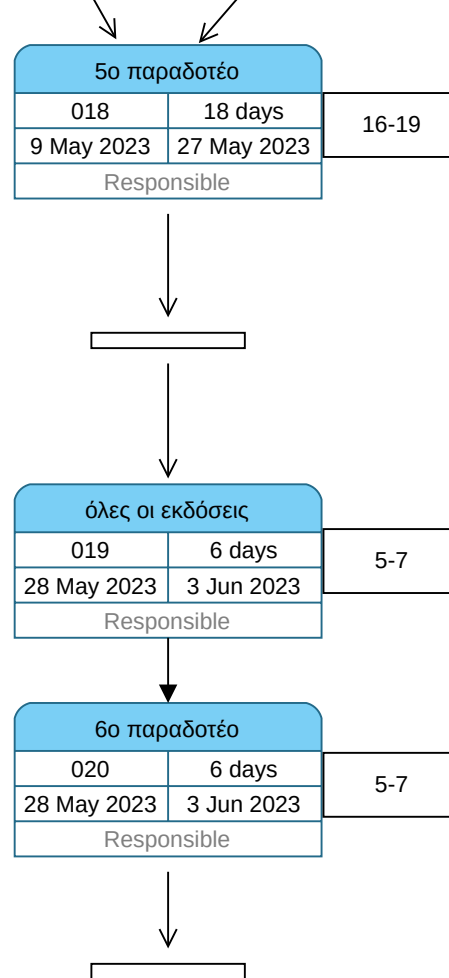 5ο παραδοτέο
018 18 days
16-19
9 May 2023 27 May 2023
Responsible
όλες οι εκδόσεις
019 6 days
5-7
28 May 2023 3 Jun 2023
Responsible
6ο παραδοτέο
020 6 days
5-7
28 May 2023 3 Jun 2023
Responsible